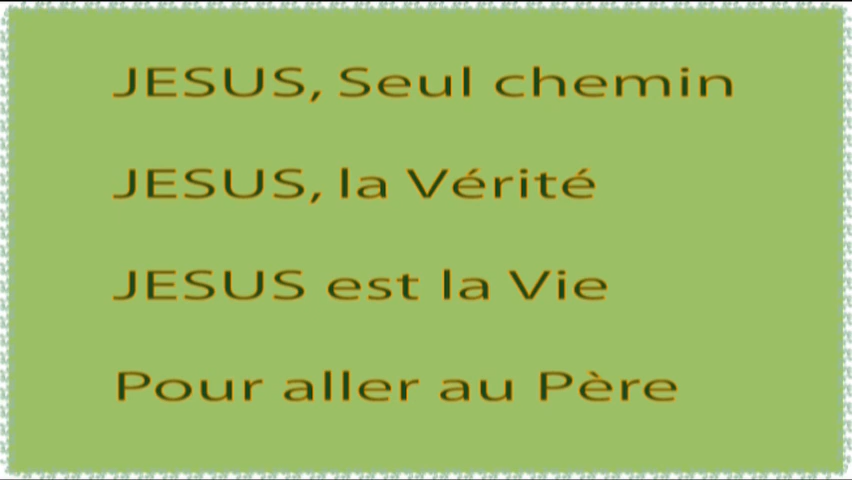 JESUS, Seul chemin
JESUS, la Vérité
JESUS est la Vie
Pour aller au Père